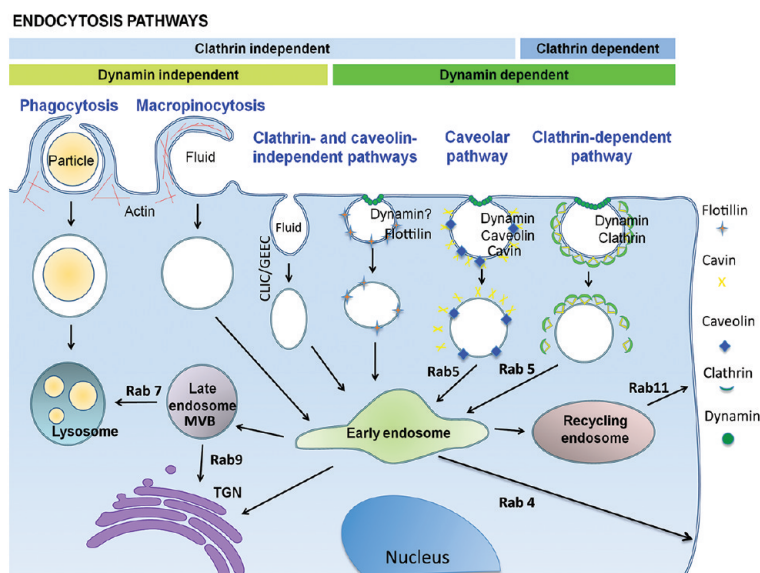 ENDOCYTOSIS PATHWAYS
Clathrin independent
Clathrin dependent
Dynamin independent
Dynamin dependent
Phagocytosis
Macropinocytosis
Clathrin- and caveolin-
independent pathways
Caveolar
pathway
Clathrin-dependent
pathway
Particle
Fluid
Actin
Fluid
CLIC/GEEC
Dynamin?
Flottilin
Dynamin
Caveolin
Cavin
Dynamin
Clathrin
Flotillin
Cavin
Caveolin
Clathrin
Dynamin
Rab5
Rab 5
Rab11
Rab 7
Lysosome
Late
endosome
MVB
Early endosome
Recycling
endosome
Rab9
TGN
Rab 4
Nucleus